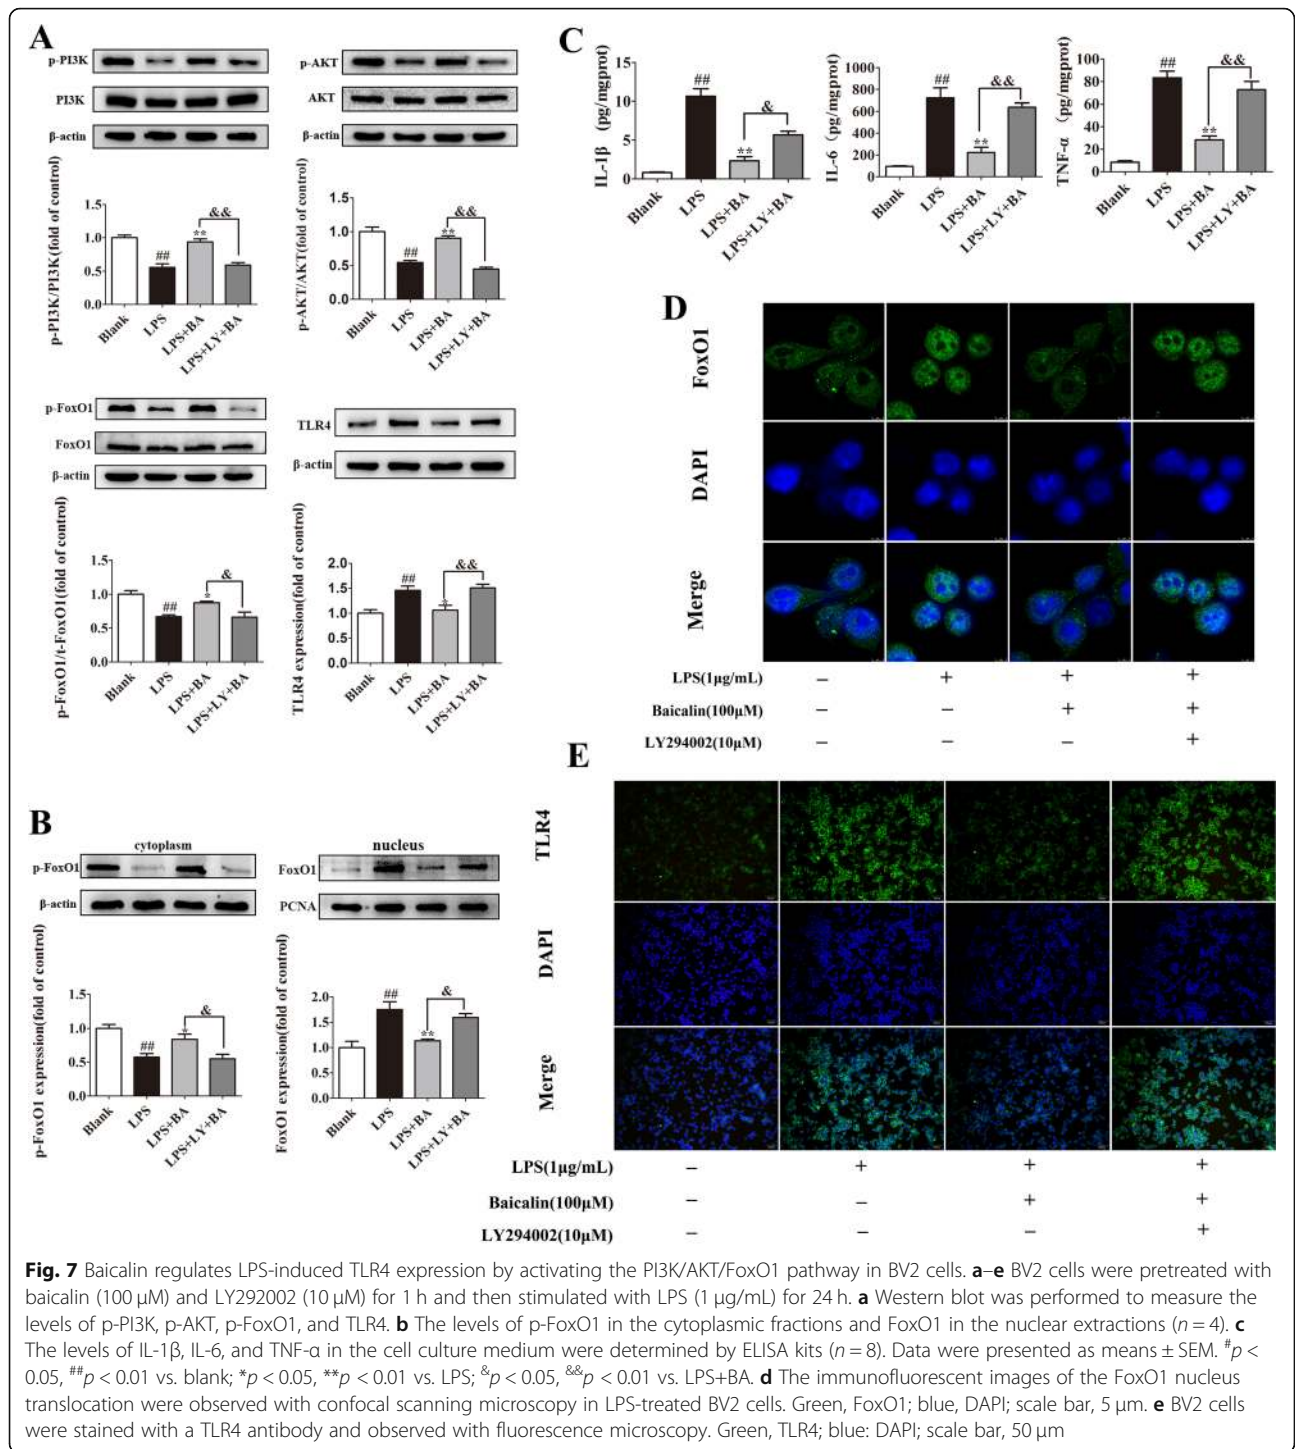 A
p-PI3K
PI3K
β-actin
p-PI3K/PI3K(fold of control)
1.5
1.0
0.5
0.0
##
**
&&
Blank
LPS
LPS+BA
LPS+LY+BA
p-AKT
AKT
β-actin
p-AKT/AKT(fold of control)
1.5
1.0
0.5
0.0
##
**
&&
Blank
LPS
LPS+BA
LPS+LY+BA
p-FoxO1
FoxO1
β-actin
p-FoxO1/t-FoxO1(fold of control)
1.5
1.0
0.5
0.0
##
*
&
Blank
LPS
LPS+BA
LPS+LY+BA
TLR4
β-actin
TLR4 expression(fold of control)
2.0
1.5
1.0
0.5
0.0
##
*
&&
Blank
LPS
LPS+BA
LPS+LY+BA
B
cytoplasm
p-FoxO1
β-actin
p-FoxO1 expression(fold of control)
1.5
1.0
0.5
0.0
##
*
&
Blank
LPS
LPS+BA
LPS+LY+BA
nucleus
FoxO1
PCNA
FoxO1 expression(fold of control)
2.0
1.5
1.0
0.5
0.0
##
**
&
Blank
LPS
LPS+BA
LPS+LY+BA
C
IL-1β (pg/mgprot)
15
10
5
0
##
**
&
Blank
LPS
LPS+BA
LPS+LY+BA
IL-6 (pg/mgprot)
1000
800
600
400
200
0
##
**
&&
Blank
LPS
LPS+BA
LPS+LY+BA
TNF-α (pg/mgprot)
100
80
60
40
20
0
##
**
&&
Blank
LPS
LPS+BA
LPS+LY+BA
D
FoxO1
DAPI
Merge
LPS(1μg/mL) – + + +
Baicalin(100μM) – – + +
LY294002(10μM) – – – +
E
TLR4
DAPI
Merge
LPS(1μg/mL) – + + +
Baicalin(100μM) – – + +
LY294002(10μM) – – – +
Fig. 7 Baicalin regulates LPS-induced TLR4 expression by activating the PI3K/AKT/FoxO1 pathway in BV2 cells. a–e BV2 cells were pretreated with
baicalin (100 μM) and LY292002 (10 μM) for 1 h and then stimulated with LPS (1 μg/mL) for 24 h. a Western blot was performed to measure the
levels of p-PI3K, p-AKT, p-FoxO1, and TLR4. b The levels of p-FoxO1 in the cytoplasmic fractions and FoxO1 in the nuclear extractions (n = 4). c
The levels of IL-1β, IL-6, and TNF-α in the cell culture medium were determined by ELISA kits (n = 8). Data were presented as means ± SEM. #p <
0.05, ##p < 0.01 vs. blank; *p < 0.05, **p < 0.01 vs. LPS; &p < 0.05, &&p < 0.01 vs. LPS+BA. d The immunofluorescent images of the FoxO1 nucleus
translocation were observed with confocal scanning microscopy in LPS-treated BV2 cells. Green, FoxO1; blue, DAPI; scale bar, 5 μm. e BV2 cells
were stained with a TLR4 antibody and observed with fluorescence microscopy. Green, TLR4; blue: DAPI; scale bar, 50 μm